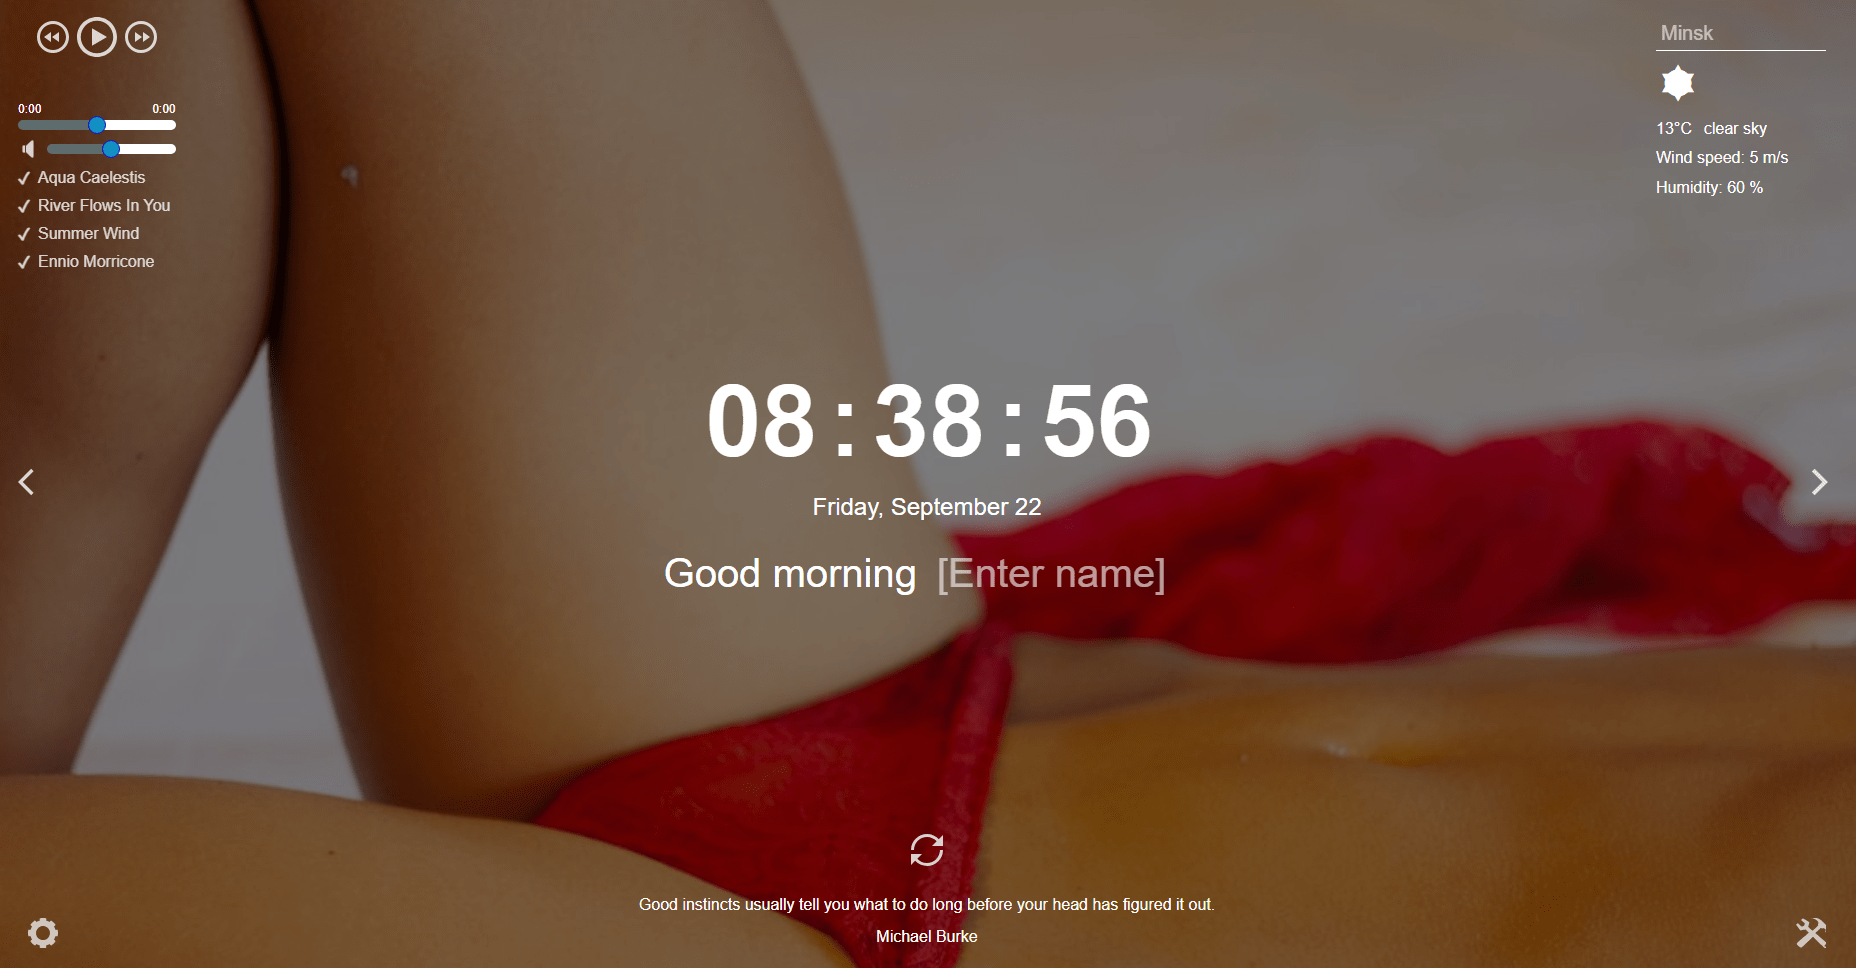 0:00 0:00
Aqua Caelestis
River Flows In You
Summer Wind
Ennio Morricone
Minsk
13°C clear sky
Wind speed: 5 m/s
Humidity: 60 %
08:38:56
Friday, September 22
Good morning [Enter name]
Good instincts usually tell you what to do long before your head has figured it out.
Michael Burke